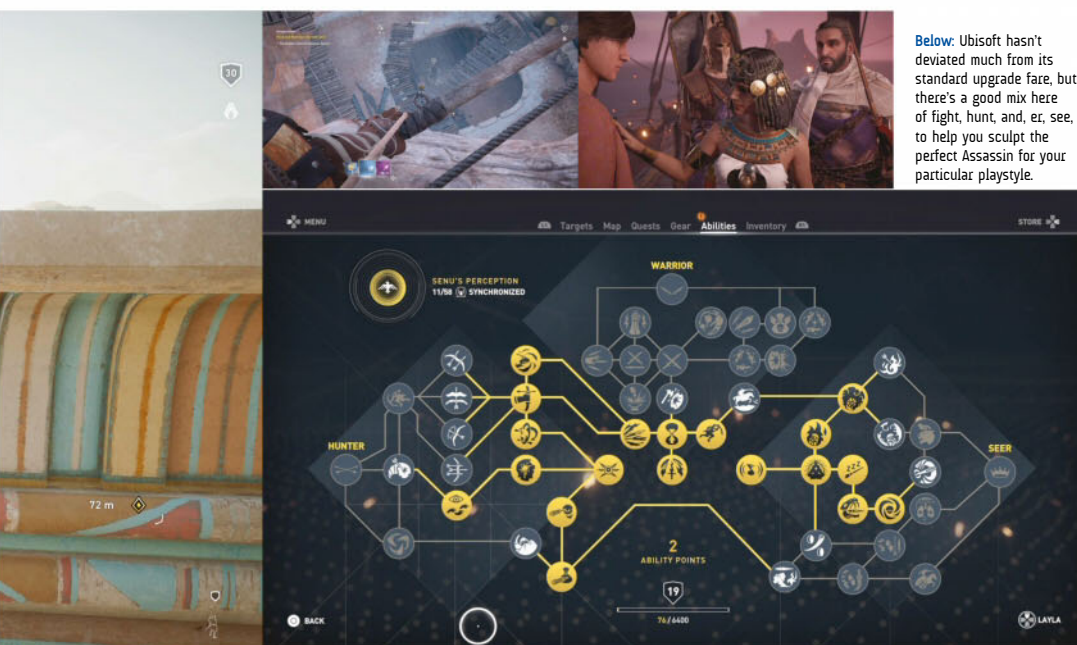 Below: Ubisoft hasn't
deviated much from its
standard upgrade fare, but
there's a good mix here
of fight, hunt, and, er, see,
to help you sculpt the
perfect Assassin for your
particular playstyle.
30
MENU
Targets Map Quests Gear Abilities Inventory
STORE
SENU'S PERCEPTION
11/58 SYNCHRONIZED
WARRIOR
HUNTER
SEER
72 m
2
ABILITY POINTS
19
76/6400
BACK
LAYLA